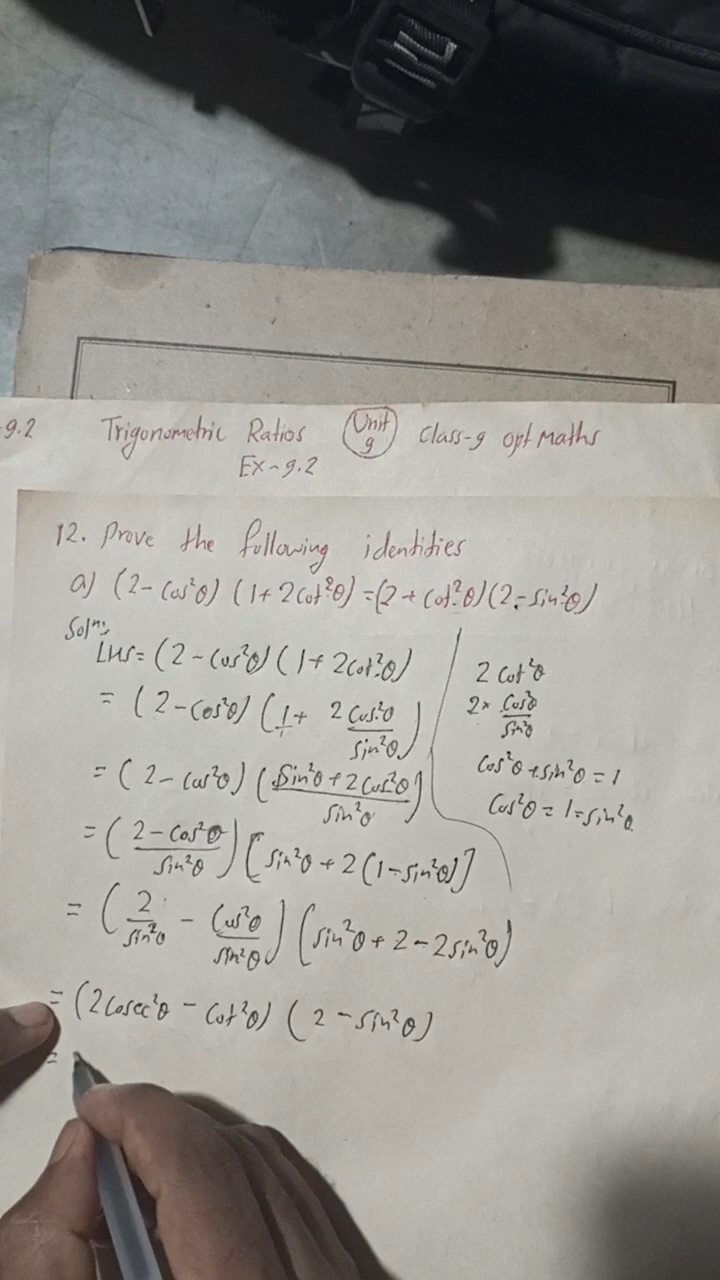 -9.2 Trigonometric Ratios Unit 9 Class-9 opt maths
Ex-9.2
12. Prove the following identities
a) (2-Cos²θ) (1+2Cot²θ) = (2+Cot²θ)(2-Sin²θ)
Solⁿ:
LHS = (2-Cos²θ)(1+2Cot²θ)
= (2-Cos²θ) (1/1 + 2Cos²θ/Sin²θ)
= (2-Cos²θ) (Sin²θ+2Cos²θ/Sin²θ)
= (2-Cos²θ/Sin²θ) [Sin²θ+2(1-Sin²θ)]
= (2/Sin²θ - Cos²θ/Sin²θ) (Sin²θ+2-2Sin²θ)
= (2Cosec²θ - Cot²θ) (2-Sin²θ)
=
2 Cot²θ
2× Cos²θ/Sin²θ
Cos²θ+Sin²θ=1
Cos²θ=1-Sin²θ